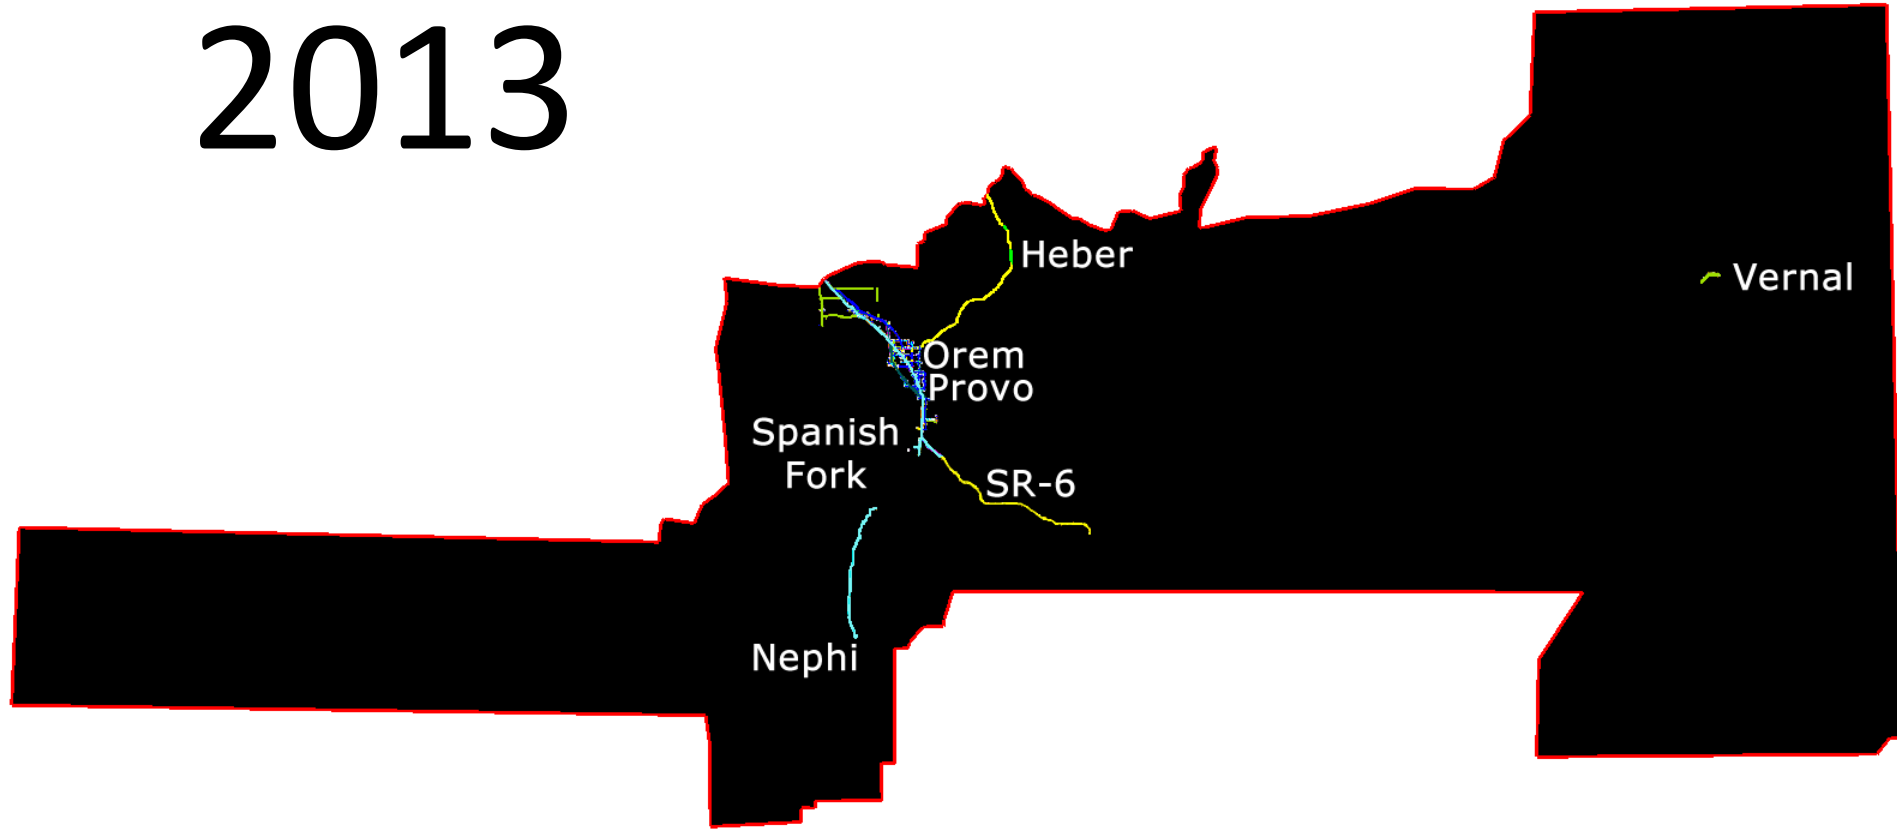 2013
Heber
Vernal
Orem
Provo
Spanish
Fork
SR-6
Nephi